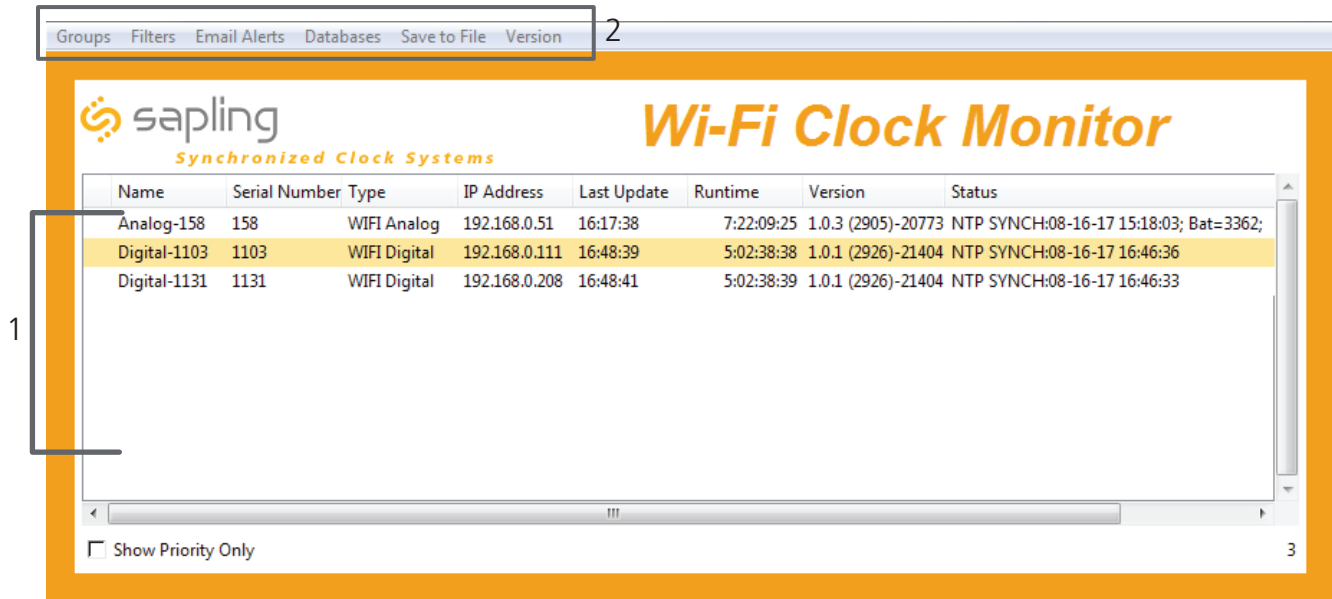 Groups Filters Email Alerts Databases Save to File Version 2
sapling
Synchronized Clock Systems
Wi-Fi Clock Monitor
Name Serial Number Type IP Address Last Update Runtime Version Status
Analog-158 158 WIFI Analog 192.168.0.51 16:17:38 7:22:09:25 1.0.3 (2905)-20773 NTP SYNCH:08-16-17 15:18:03; Bat=3362;
Digital-1103 1103 WIFI Digital 192.168.0.111 16:48:39 5:02:38:38 1.0.1 (2926)-21404 NTP SYNCH:08-16-17 16:46:36
Digital-1131 1131 WIFI Digital 192.168.0.208 16:48:41 5:02:38:39 1.0.1 (2926)-21404 NTP SYNCH:08-16-17 16:46:33
1
Show Priority Only 3